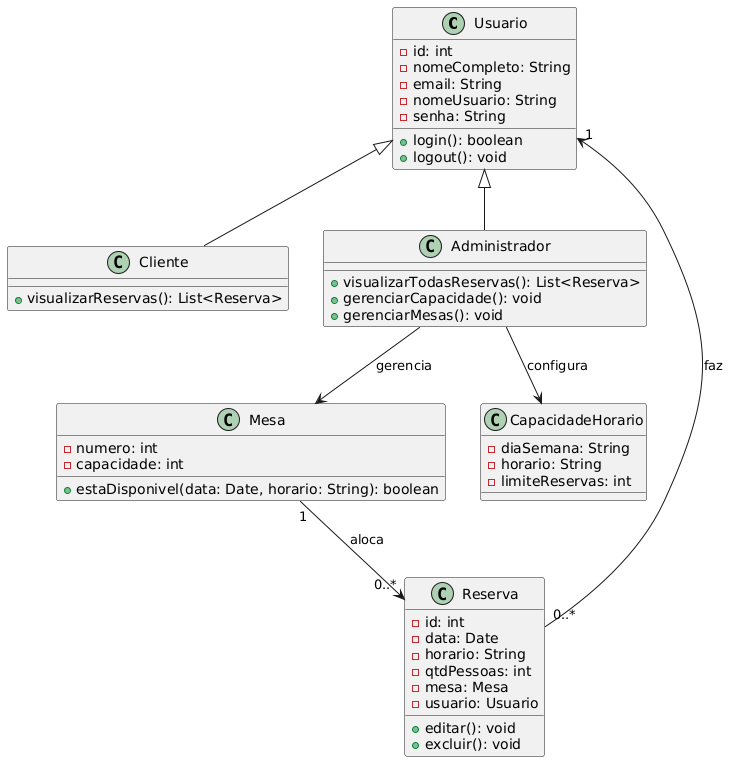 C Usuario
id: int
nomeCompleto: String
email: String
nomeUsuario: String
senha: String
login(): boolean
logout(): void
1
C Cliente
visualizarReservas(): List<Reserva>
C Administrador
visualizarTodasReservas(): List<Reserva>
gerenciarCapacidade(): void
gerenciarMesas(): void
gerencia
configura
faz
C Mesa
numero: int
capacidade: int
estaDisponivel(data: Date, horario: String): boolean
C CapacidadeHorario
diaSemana: String
horario: String
limiteReservas: int
1
aloca
0..*
0..*
C Reserva
id: int
data: Date
horario: String
qtdPessoas: int
mesa: Mesa
usuario: Usuario
editar(): void
excluir(): void